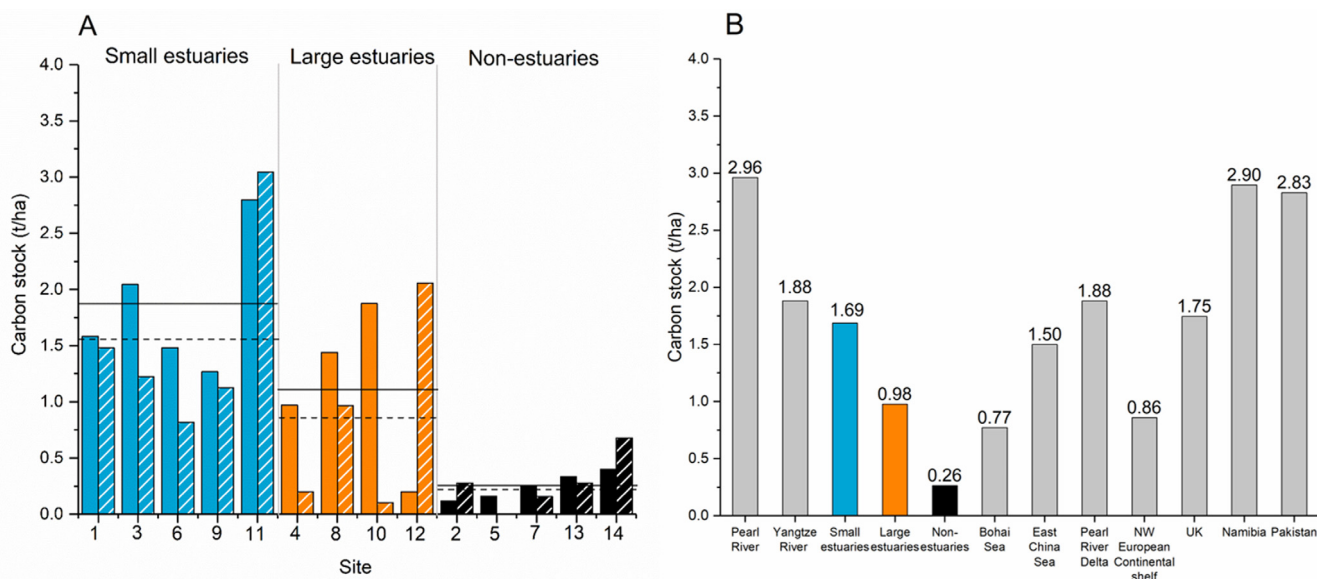 A
Small estuaries Large estuaries Non-estuaries
4.0
3.5
3.0
2.5
2.0
1.5
1.0
0.5
0.0
Carbon stock (t/ha)
1 3 6 9 11 4 8 10 12 2 5 7 13 14
Site
B
4.0
3.5
3.0
2.5
2.0
1.5
1.0
0.5
0.0
Carbon stock (t/ha)
2.96
1.88
1.69
0.98
0.26
0.77
1.50
1.88
0.86
1.75
2.90
2.83
Pearl
River
Yangtze
River
Small
estuaries
Large
estuaries
Non-
estuaries
Bohai
Sea
East
China
Sea
Pearl
River
Delta
NW
European
Continental
shelf
UK
Namibia
Pakistan